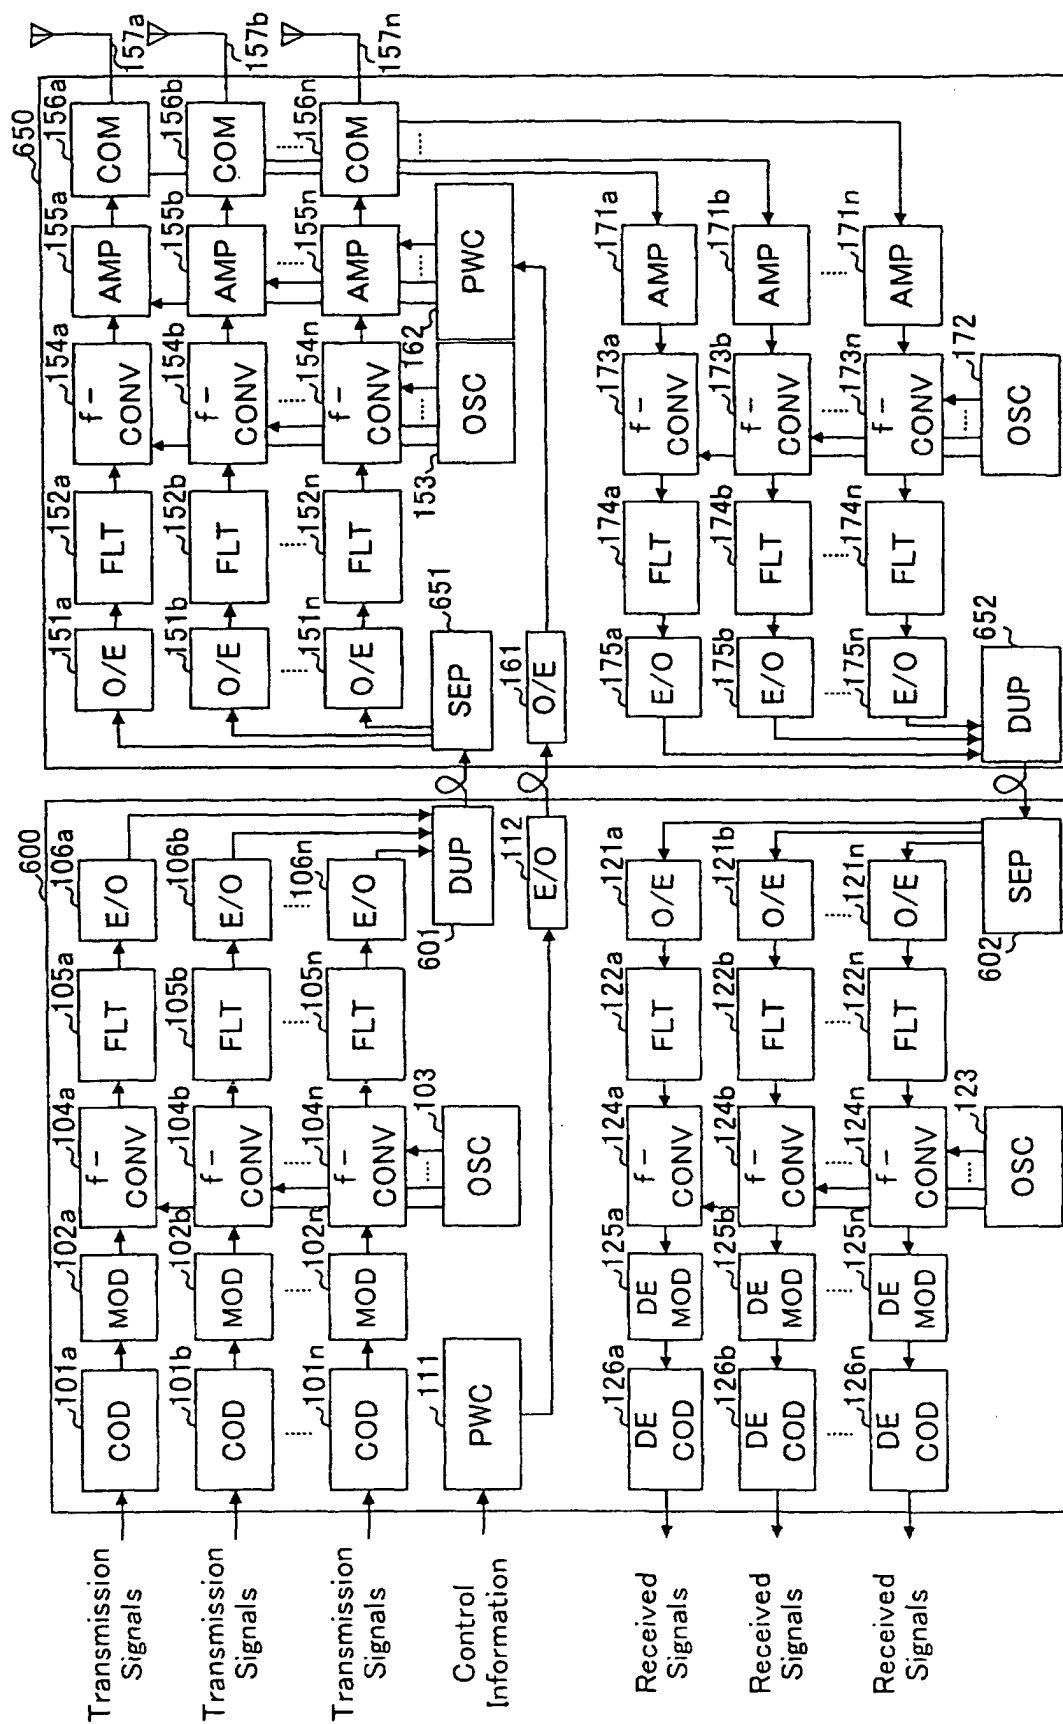 600
650
Transmission
Signals
101a
COD
102a
MOD
104a
f-
CONV
105a
FLT
106a
E/O
151a
O/E
152a
FLT
154a
f-
CONV
155a
AMP
156a
COM
157a
Transmission
Signals
101b
COD
102b
MOD
104b
f-
CONV
105b
FLT
106b
E/O
151b
O/E
152b
FLT
154b
f-
CONV
155b
AMP
156b
COM
157b
Transmission
Signals
101n
COD
102n
MOD
104n
f-
CONV
105n
FLT
106n
E/O
151n
O/E
152n
FLT
154n
f-
CONV
155n
AMP
156n
COM
157n
Control
Information
111
PWC
103
OSC
601
DUP
651
SEP
153
OSC
162
PWC
112
E/O
161
O/E
Received
Signals
126a
DE
COD
125a
DE
MOD
124a
f-
CONV
122a
FLT
121a
O/E
175a
E/O
174a
FLT
173a
f-
CONV
171a
AMP
Received
Signals
126b
DE
COD
125b
DE
MOD
124b
f-
CONV
122b
FLT
121b
O/E
175b
E/O
174b
FLT
173b
f-
CONV
171b
AMP
Received
Signals
126n
DE
COD
125n
DE
MOD
124n
f-
CONV
122n
FLT
121n
O/E
175n
E/O
174n
FLT
173n
f-
CONV
171n
AMP
123
OSC
602
SEP
652
DUP
172
OSC